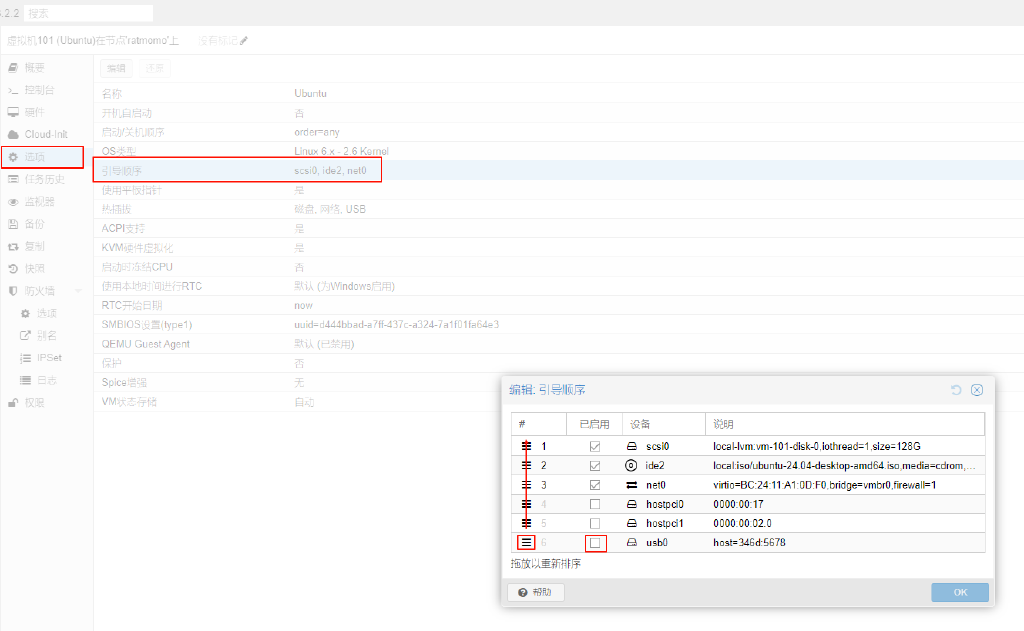 .2.2 搜索
虚拟机101 (Ubuntu)在节点'ratmomo'上 没有标记
概要
控制台
硬件
Cloud-Init
选项
任务历史
监视器
备份
复制
快照
防火墙
选项
别名
IPSet
日志
权限
编辑 还原
名称 Ubuntu
开机自启动 否
启动/关机顺序 order=any
OS类型 Linux 6.x - 2.6 Kernel
引导顺序 scsi0, ide2, net0
使用平板指针 是
热插拔 磁盘, 网络, USB
ACPI支持 是
KVM硬件虚拟化 是
启动时冻结CPU 否
使用本地时间进行RTC 默认 (为Windows启用)
RTC开始日期 now
SMBIOS设置(type1) uuid=d444bbad-a7ff-437c-a324-7a1f01fa64e3
QEMU Guest Agent 默认 (已禁用)
保护 否
Spice增强 无
VM状态存储 自动
编辑: 引导顺序
# 已启用 设备 说明
1 scsi0 local-lvm:vm-101-disk-0,iothread=1,size=128G
2 ide2 local:iso/ubuntu-24.04-desktop-amd64.iso,media=cdrom,...
3 net0 virtio=BC:24:11:A1:0D:F0,bridge=vmbr0,firewall=1
4 hostpci0 0000:00:17
5 hostpci1 0000:00:02.0
6 usb0 host=346d:5678
拖放以重新排序
帮助 OK